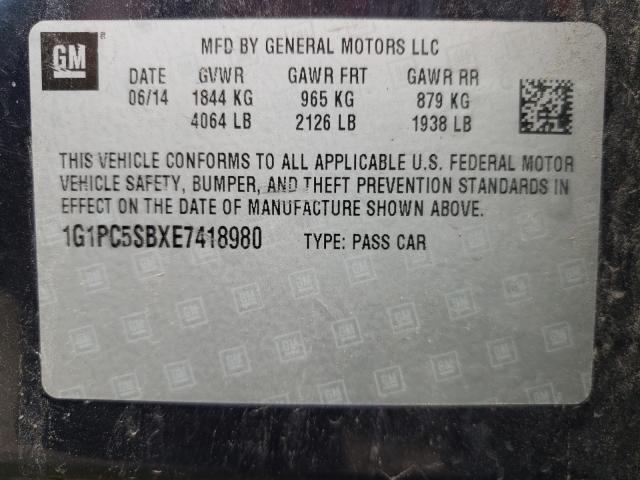 GM
MFD BY GENERAL MOTORS LLC
DATE GVWR GAWR FRT GAWR RR
06/14 1844 KG 965 KG 879 KG
4064 LB 2126 LB 1938 LB
THIS VEHICLE CONFORMS TO ALL APPLICABLE U.S. FEDERAL MOTOR
VEHICLE SAFETY, BUMPER, AND THEFT PREVENTION STANDARDS IN
EFFECT ON THE DATE OF MANUFACTURE SHOWN ABOVE.
1G1PC5SBXE7418980 TYPE: PASS CAR